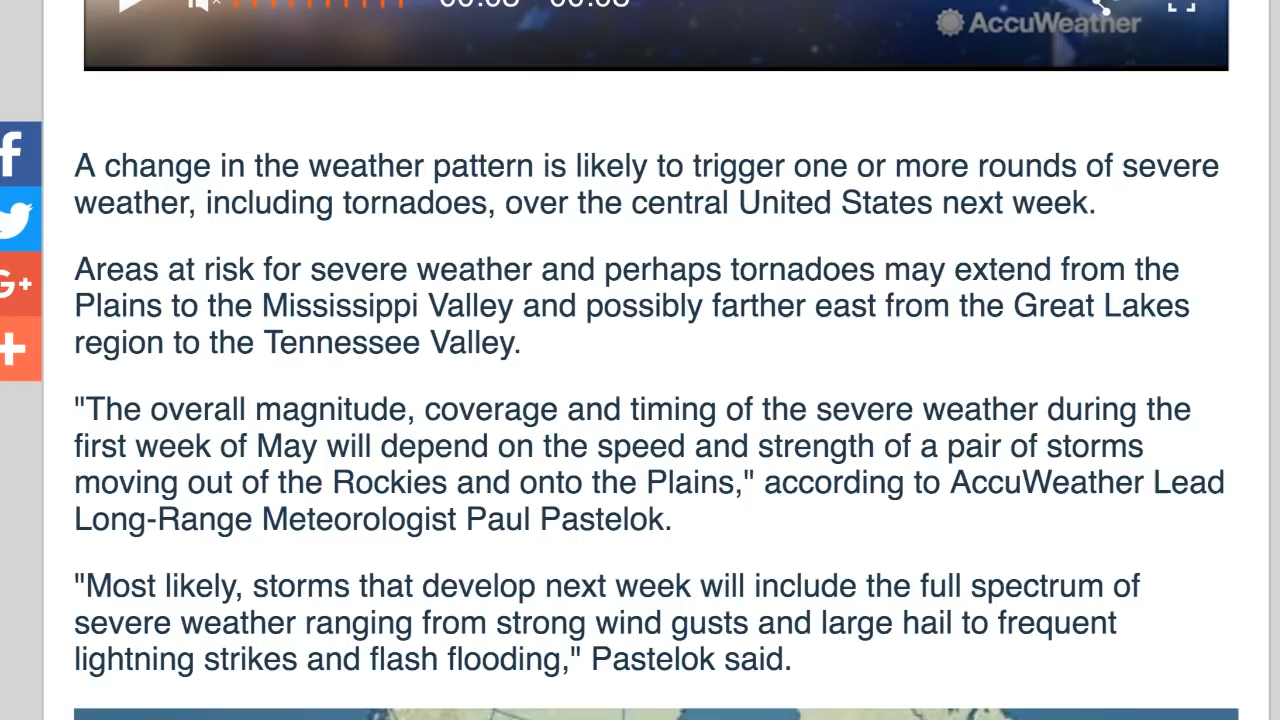 AccuWeather
A change in the weather pattern is likely to trigger one or more rounds of severe
weather, including tornadoes, over the central United States next week.
Areas at risk for severe weather and perhaps tornadoes may extend from the
Plains to the Mississippi Valley and possibly farther east from the Great Lakes
region to the Tennessee Valley.
"The overall magnitude, coverage and timing of the severe weather during the
first week of May will depend on the speed and strength of a pair of storms
moving out of the Rockies and onto the Plains," according to AccuWeather Lead
Long-Range Meteorologist Paul Pastelok.
"Most likely, storms that develop next week will include the full spectrum of
severe weather ranging from strong wind gusts and large hail to frequent
lightning strikes and flash flooding," Pastelok said.